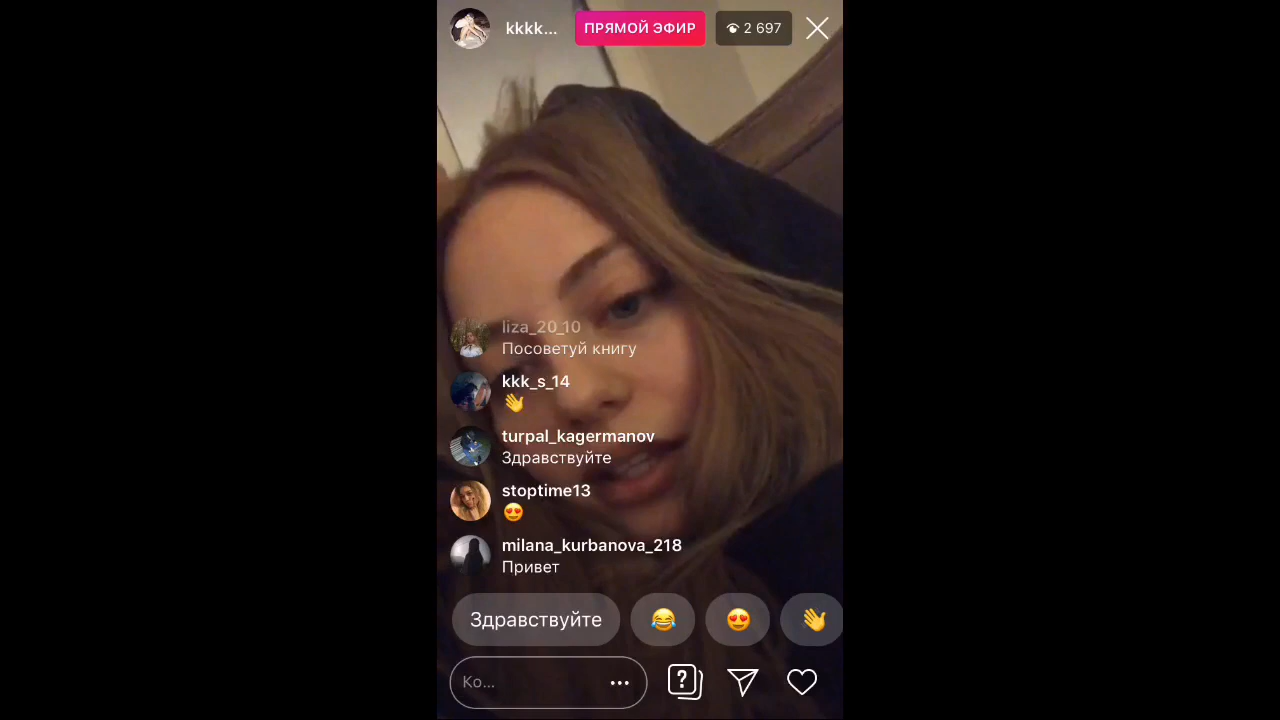 kkkk...
ПРЯМОЙ ЭФИР
2 697
liza_20_10
Посоветуй книгу
kkk_s_14
👋
turpal_kagermanov
Здравствуйте
stoptime13
😍
milana_kurbanova_218
Привет
Здравствуйте 😂 😍 👋
Ко...